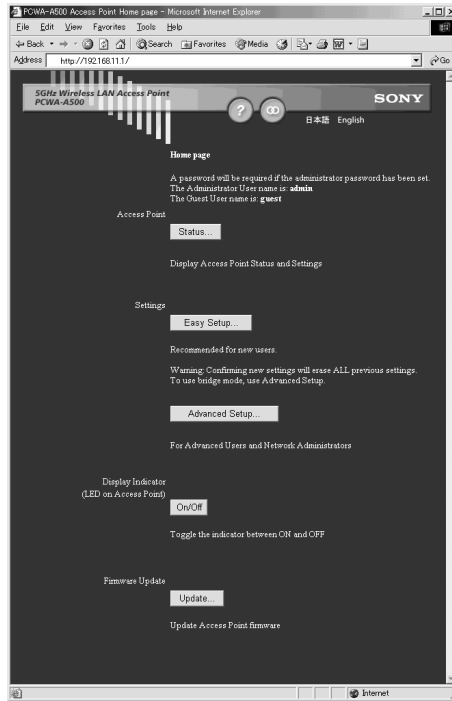 PCWA-A500 Access Point Home page - Microsoft Internet Explorer
File Edit View Favorites Tools Help
Back Search Favorites Media
Address http://192.168.11.1/ Go
5GHz Wireless LAN Access Point
PCWA-A500
SONY
?
日本語 English
Home page
A password will be required if the administrator password has been set.
The Administrator User name is: admin
The Guest User name is: guest
Access Point
Status...
Display Access Point Status and Settings
Settings
Easy Setup...
Recommended for new users.
Warning: Confirming new settings will erase ALL previous settings.
To use bridge mode, use Advanced Setup.
Advanced Setup...
For Advanced Users and Network Administrators
Display Indicator
(LED on Access Point)
On/Off
Toggle the indicator between ON and OFF
Firmware Update
Update...
Update Access Point firmware
Internet